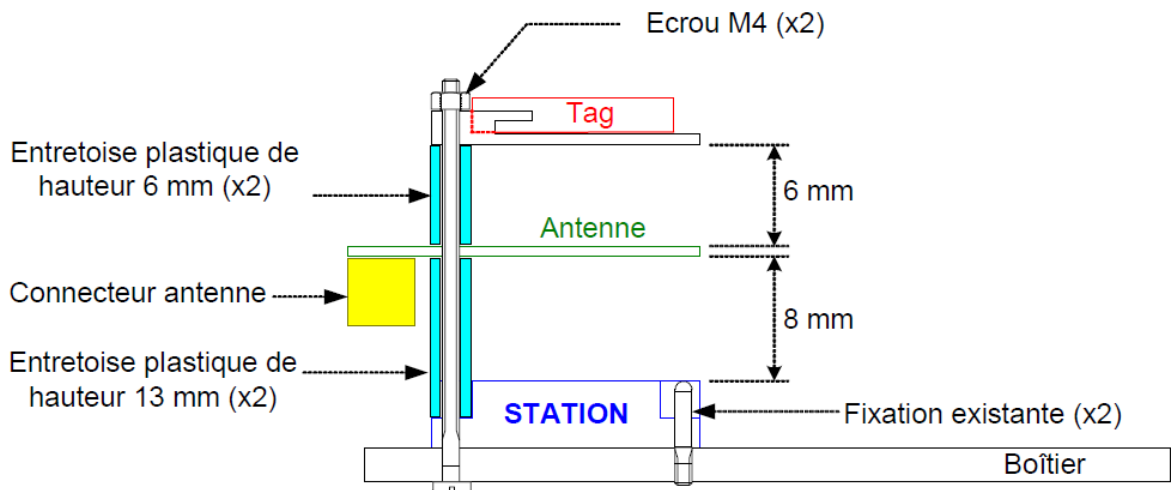 Ecrou M4 (x2)
Tag
Entretoise plastique de
hauteur 6 mm (x2)
6 mm
Antenne
Connecteur antenne
8 mm
Entretoise plastique de
hauteur 13 mm (x2)
STATION
Fixation existante (x2)
Boîtier